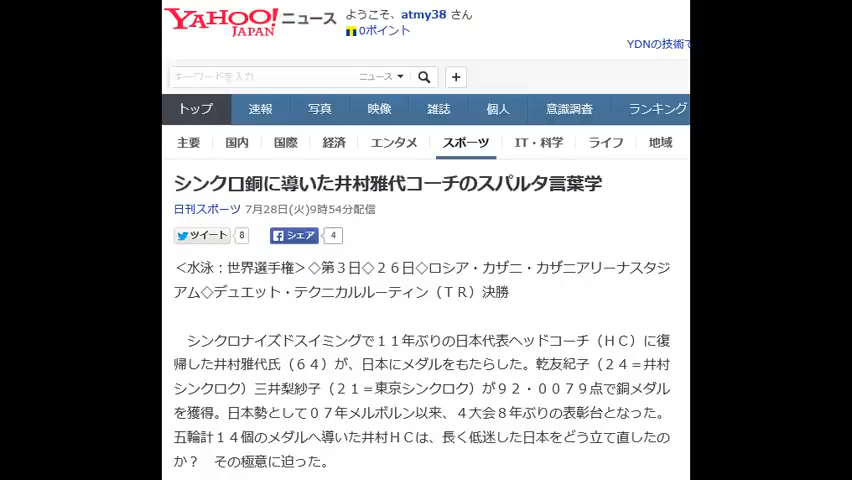 YAHOO! JAPAN ニュース
ようこそ、atmy38 さん
0ポイント
YDNの技術で
キーワードを入力 ニュース
+
トップ 速報 写真 映像 雑誌 個人 意識調査 ランキング
主要 国内 国際 経済 エンタメ スポーツ IT・科学 ライフ 地域
シンクロ銅に導いた井村雅代コーチのスパルタ言葉学
日刊スポーツ 7月28日(火)9時54分配信
ツイート 8 シェア 4
＜水泳：世界選手権＞◇第３日◇２６日◇ロシア・カザニ・カザニアリーナスタジ
アム◇デュエット・テクニカルルーティン（ＴＲ）決勝
シンクロナイズドスイミングで１１年ぶりの日本代表ヘッドコーチ（ＨＣ）に復
帰した井村雅代氏（６４）が、日本にメダルをもたらした。乾友紀子（２４＝井村
シンクロク）三井梨紗子（２１＝東京シンクロク）が９２・００７９点で銅メダル
を獲得。日本勢として０７年メルボルン以来、４大会８年ぶりの表彰台となった。
五輪計１４個のメダルへ導いた井村ＨＣは、長く低迷した日本をどう立て直したの
か？　その極意に迫った。